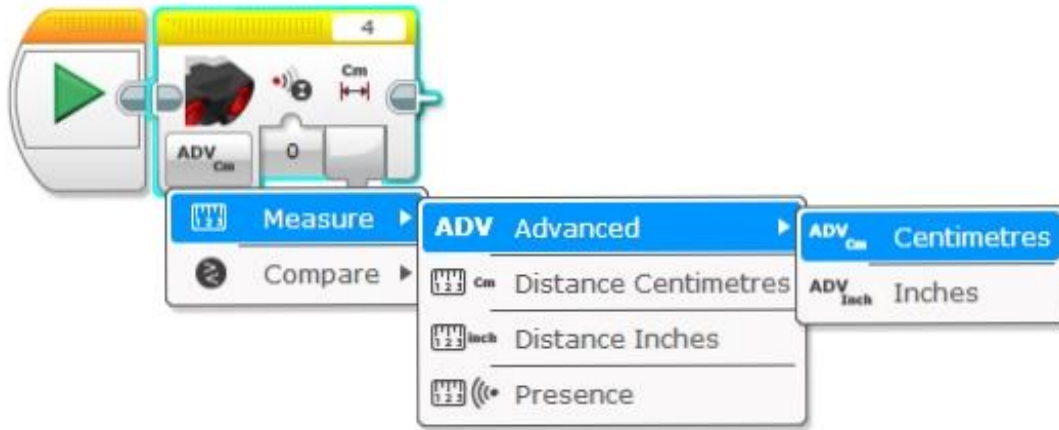 4
Cm
ADV Cm
0
Measure
Compare
ADV Advanced
Cm Distance Centimetres
inch Distance Inches
Presence
ADV Cm Centimetres
ADV Inch Inches